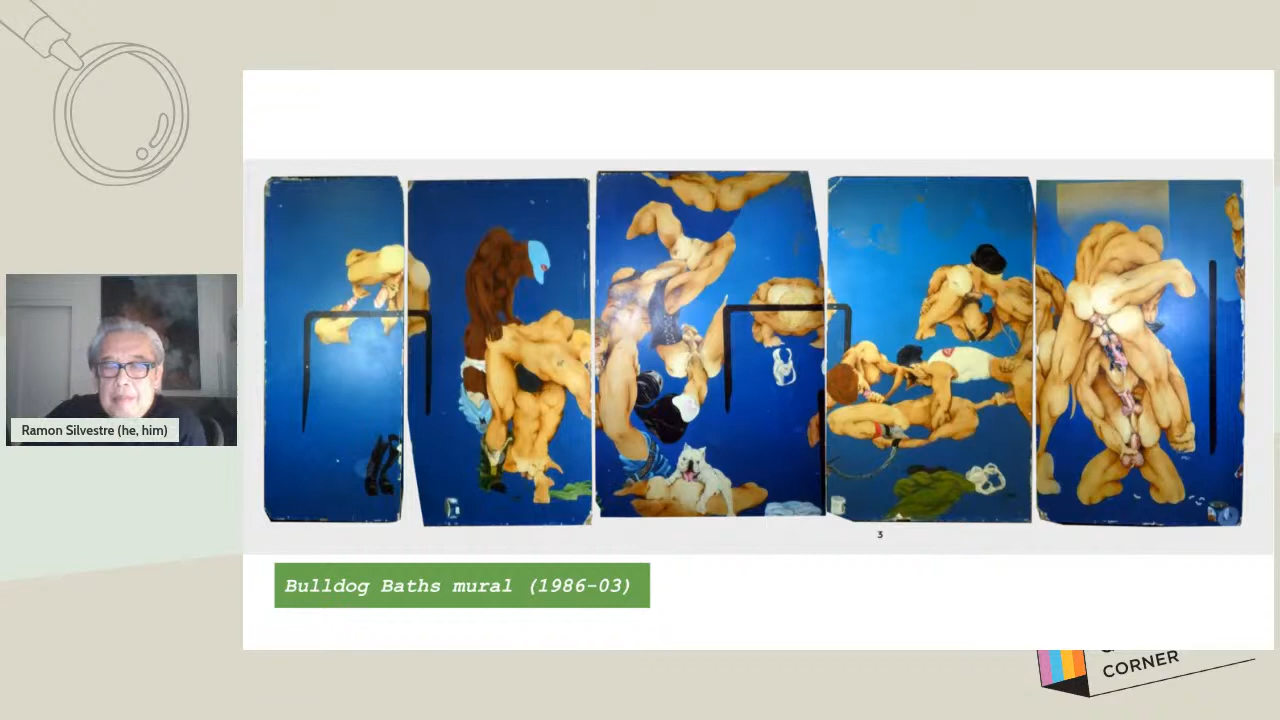 Ramon Silvestre (he, him)
3
Bulldog Baths mural (1986-03)
CORNER